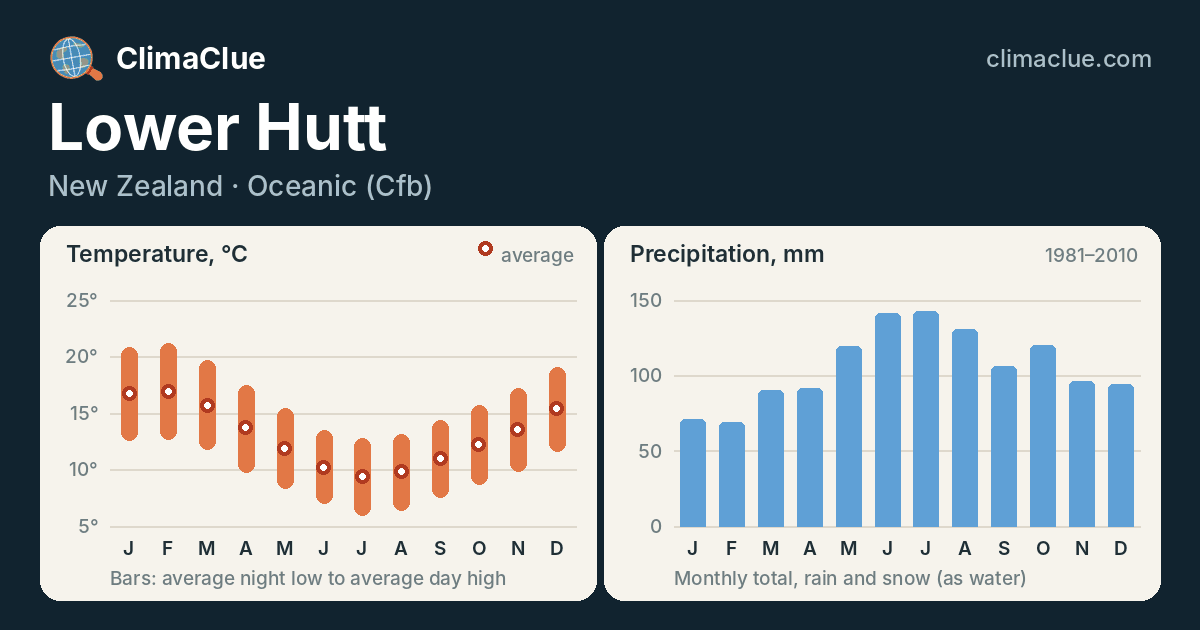 ClimaClue
climaclue.com
Lower Hutt
New Zealand · Oceanic (Cfb)
Temperature, °C
average
25°
20°
15°
10°
5°
J F M A M J J A S O N D
Bars: average night low to average day high
Precipitation, mm
1981–2010
150
100
50
0
J F M A M J J A S O N D
Monthly total, rain and snow (as water)